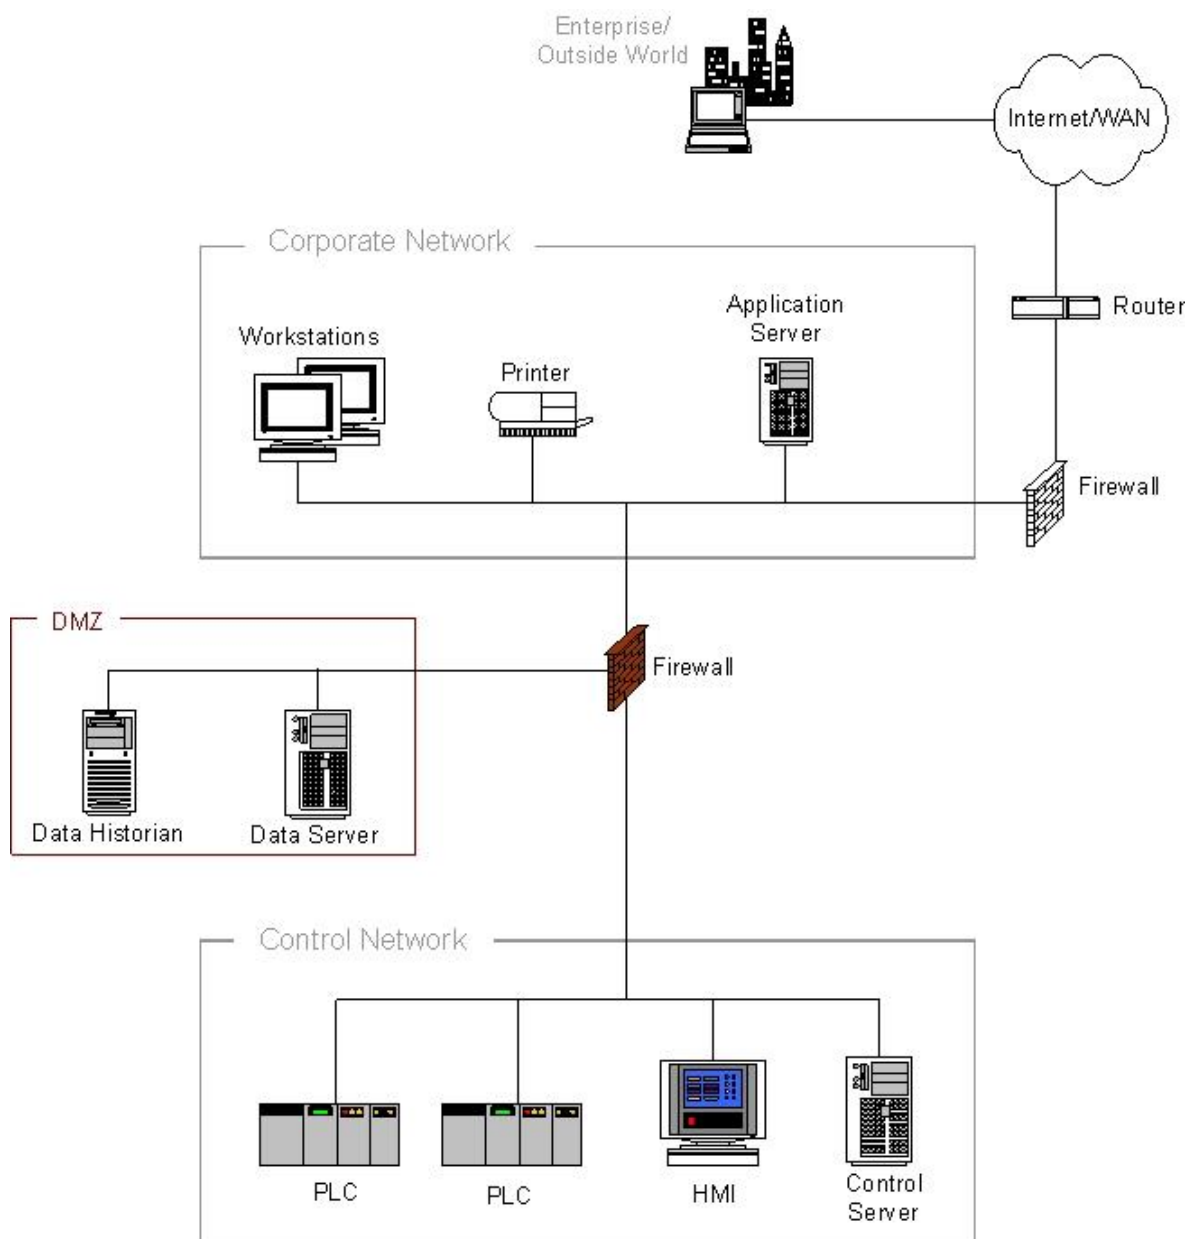 Enterprise/
Outside World
Internet/WAN
Corporate Network
Router
Application
Server
Workstations
Printer
Firewall
DMZ
Firewall
Data Historian
Data Server
Control Network
PLC
PLC
HMI
Control
Server